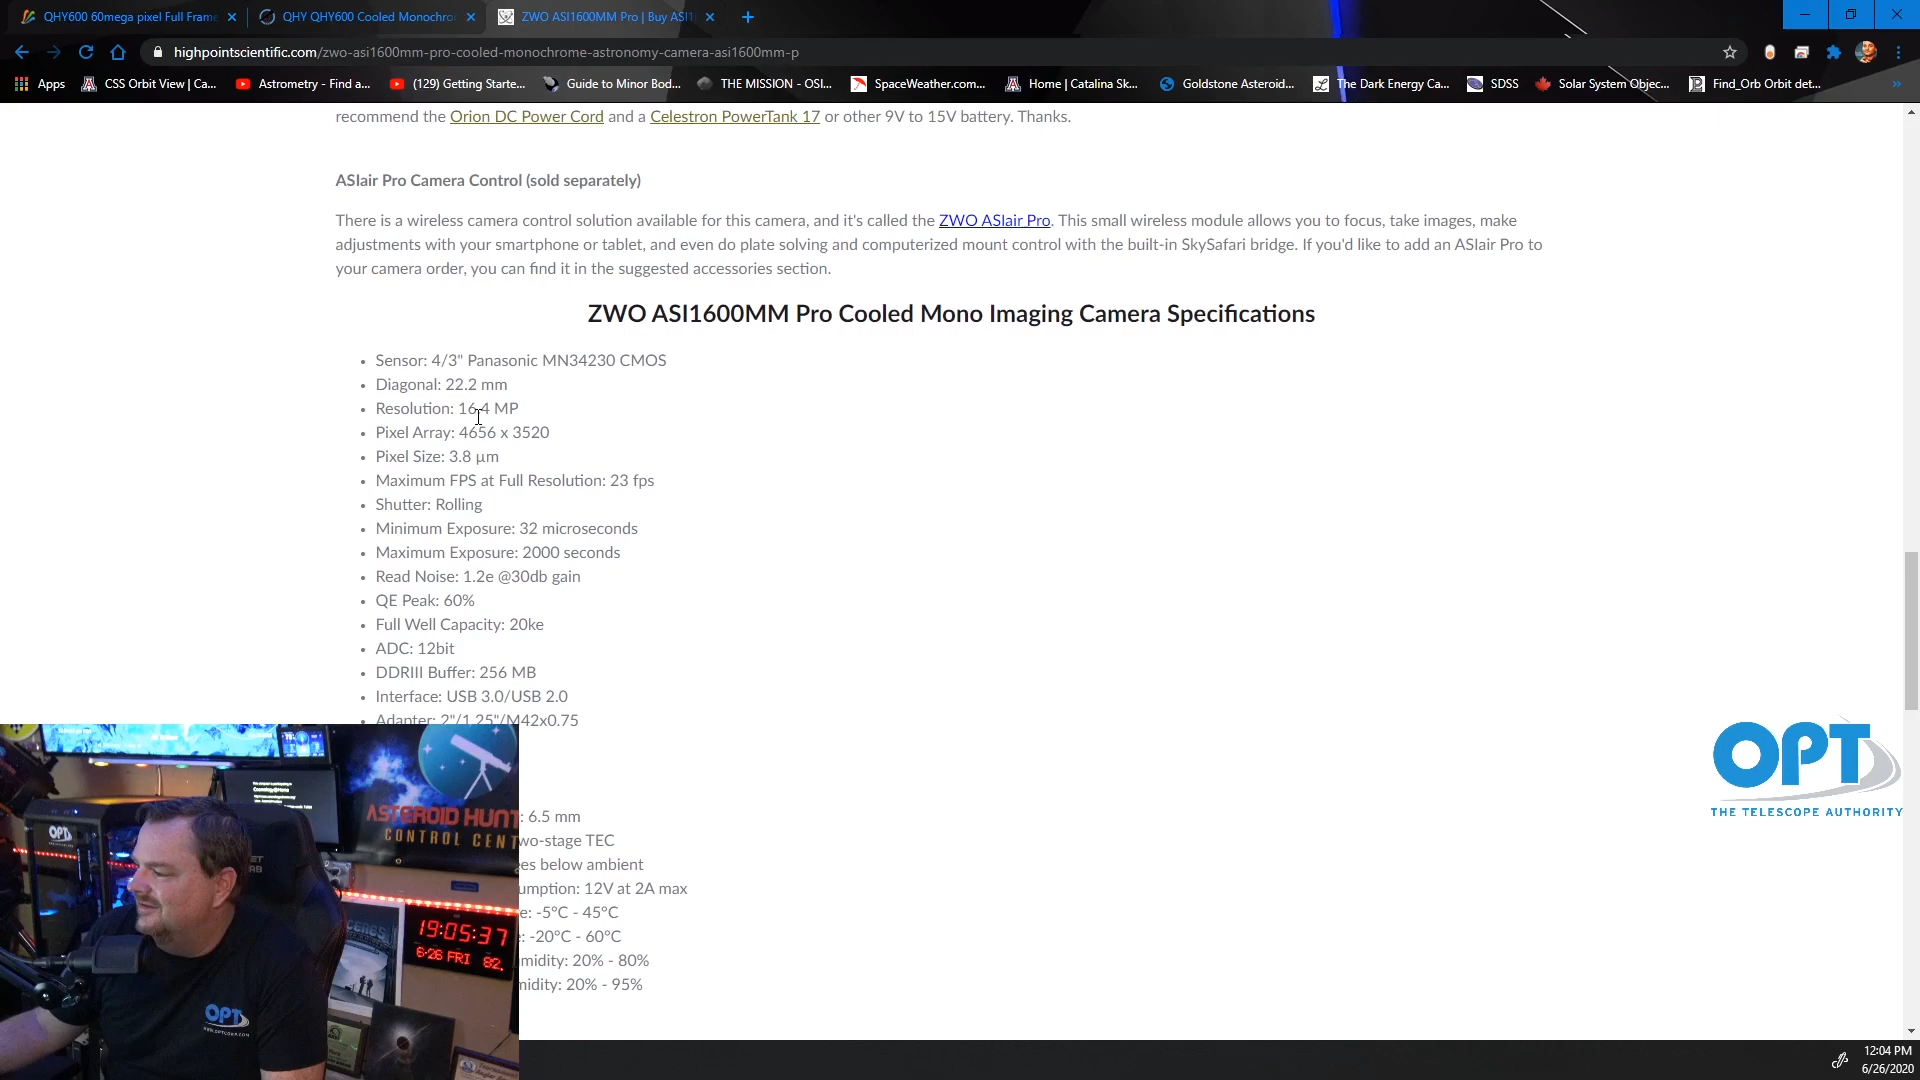 QHY600 60mega pixel Full Frame
QHY QHY600 Cooled Monochro
ZWO ASI1600MM Pro | Buy ASI1
highpointscientific.com/zwo-asi1600mm-pro-cooled-monochrome-astronomy-camera-asi1600mm-p
Apps
CSS Orbit View | Ca...
Astrometry - Find a...
(129) Getting Starte...
Guide to Minor Bod...
THE MISSION - OSI...
SpaceWeather.com...
Home | Catalina Sk...
Goldstone Asteroid...
The Dark Energy Ca...
SDSS
Solar System Objec...
Find_Orb Orbit det...
recommend the Orion DC Power Cord and a Celestron PowerTank 17 or other 9V to 15V battery. Thanks.
ASIair Pro Camera Control (sold separately)
There is a wireless camera control solution available for this camera, and it's called the ZWO ASIair Pro. This small wireless module allows you to focus, take images, make
adjustments with your smartphone or tablet, and even do plate solving and computerized mount control with the built-in SkySafari bridge. If you'd like to add an ASIair Pro to
your camera order, you can find it in the suggested accessories section.
ZWO ASI1600MM Pro Cooled Mono Imaging Camera Specifications
• Sensor: 4/3" Panasonic MN34230 CMOS
• Diagonal: 22.2 mm
• Resolution: 16.4 MP
• Pixel Array: 4656 x 3520
• Pixel Size: 3.8 µm
• Maximum FPS at Full Resolution: 23 fps
• Shutter: Rolling
• Minimum Exposure: 32 microseconds
• Maximum Exposure: 2000 seconds
• Read Noise: 1.2e @30db gain
• QE Peak: 60%
• Full Well Capacity: 20ke
• ADC: 12bit
• DDRIII Buffer: 256 MB
• Interface: USB 3.0/USB 2.0
• Adapter: 2"/1.25"/M42x0.75
: 6.5 mm
wo-stage TEC
es below ambient
umption: 12V at 2A max
e: -5°C - 45°C
e: -20°C - 60°C
midity: 20% - 80%
midity: 20% - 95%
OPT
THE TELESCOPE AUTHORITY
ASTEROID HUNT
CONTROL CENT
OPT
CERES
19:05:37
6-26 FRI 82.
OPT
12:04 PM
6/26/2020